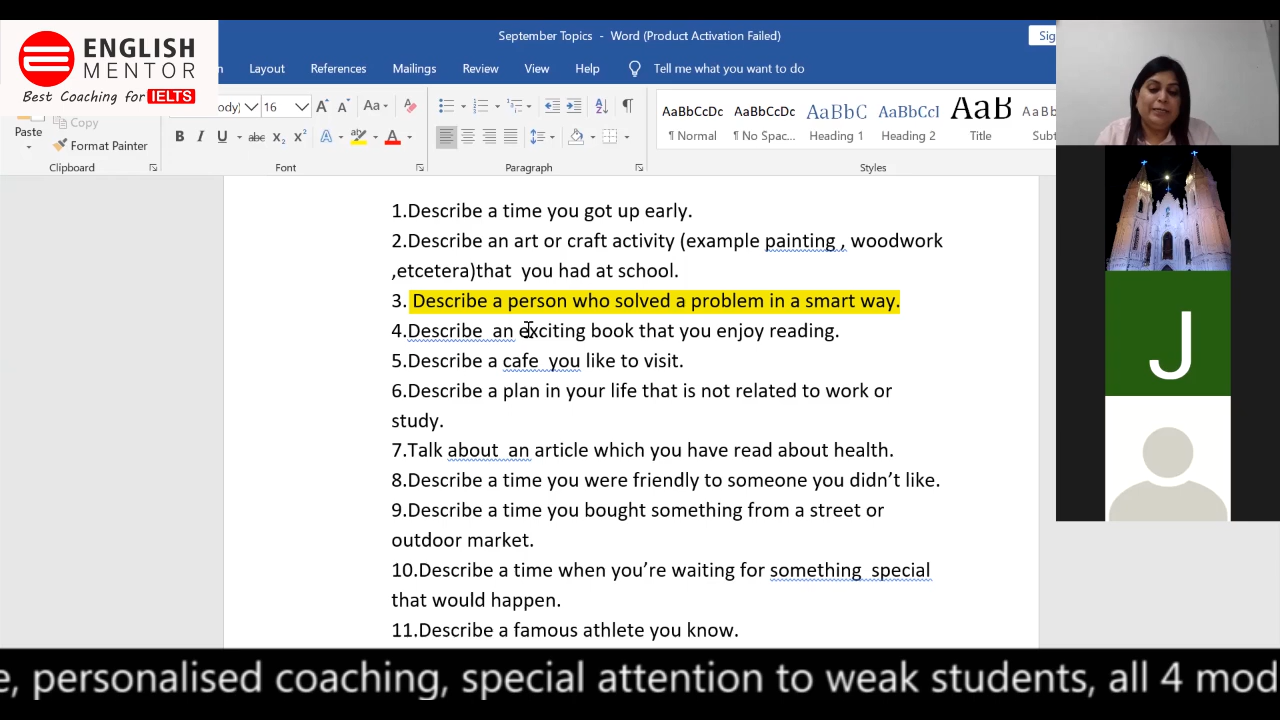 ENGLISH
MENTOR
Best Coaching for IELTS
September Topics - Word (Product Activation Failed)
Sig
Layout References Mailings Review View Help Tell me what you want to do
16 Aa
Paste
Copy
Format Painter
B I U abc X₂ X² A A
AaBbCcDc AaBbCcDc AaBbC AaBbCcI AaB AaBb
¶ Normal ¶ No Spac... Heading 1 Heading 2 Title Subt
Clipboard Font Paragraph Styles
1.Describe a time you got up early.
2.Describe an art or craft activity (example painting , woodwork
,etcetera)that  you had at school.
3. Describe a person who solved a problem in a smart way.
4.Describe  an exciting book that you enjoy reading.
5.Describe a cafe  you like to visit.
6.Describe a plan in your life that is not related to work or
study.
7.Talk about  an article which you have read about health.
8.Describe a time you were friendly to someone you didn’t like.
9.Describe a time you bought something from a street or
outdoor market.
10.Describe a time when you’re waiting for something  special
that would happen.
11.Describe a famous athlete you know.
J
e, personalised coaching, special attention to weak students, all 4 mod